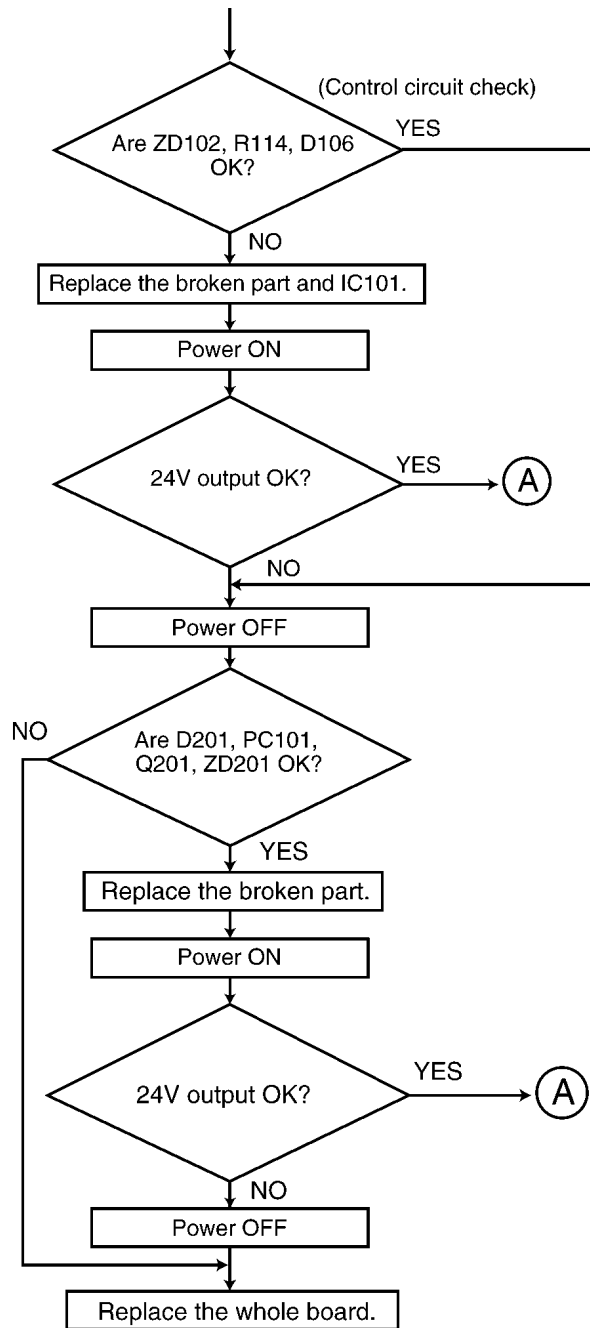 (Control circuit check)
YES
Are ZD102, R114, D106
OK?
NO
Replace the broken part and IC101.
Power ON
24V output OK?
YES
A
NO
Power OFF
NO
Are D201, PC101,
Q201, ZD201 OK?
YES
Replace the broken part.
Power ON
24V output OK?
YES
A
NO
Power OFF
Replace the whole board.